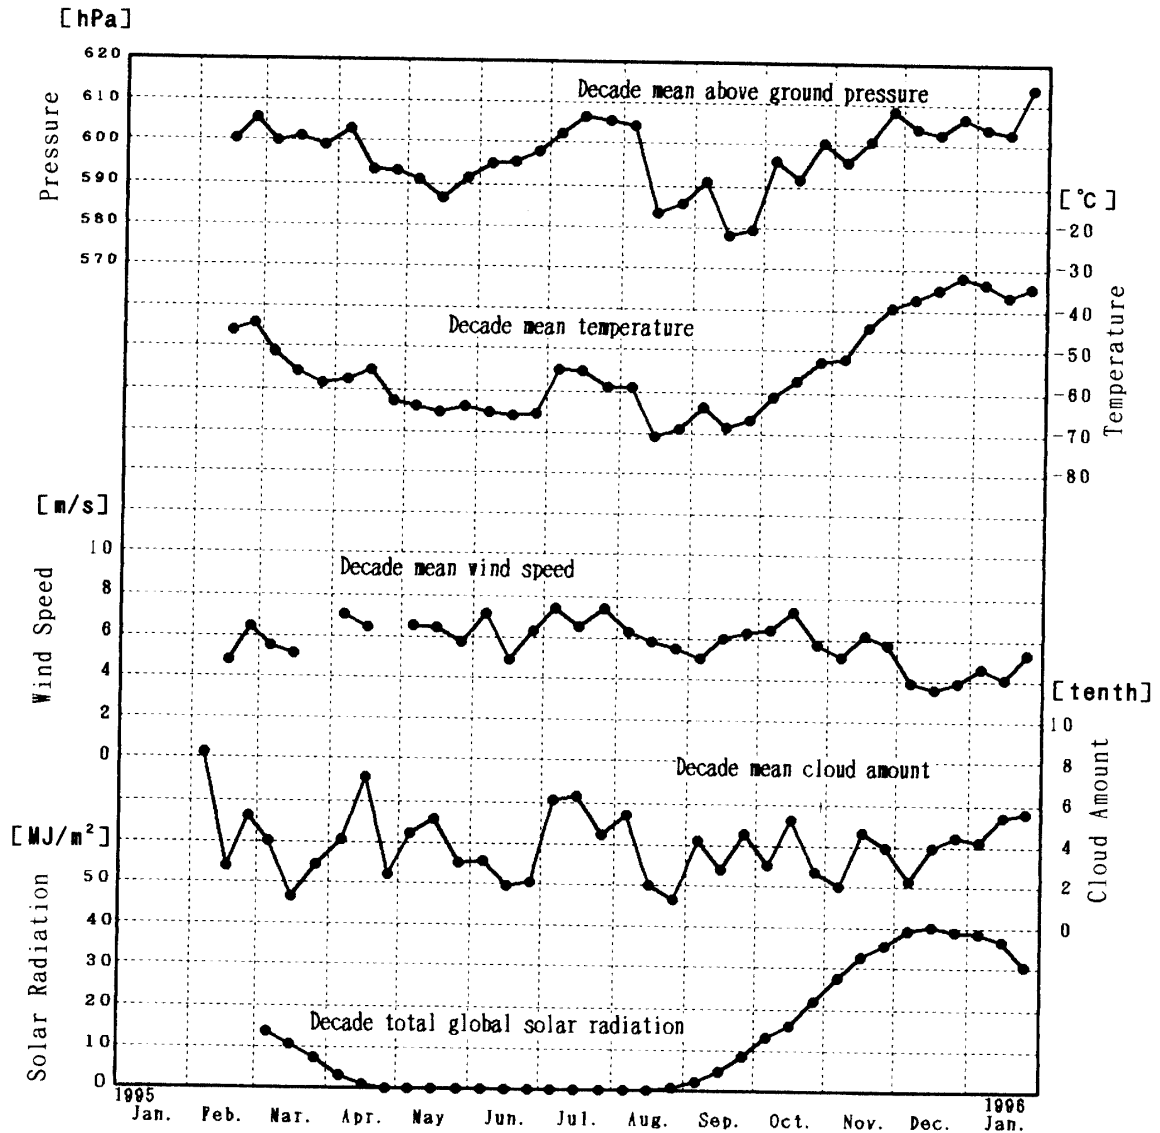 [hPa]
620
610
600
590
580
570
Pressure
Decade mean above ground pressure
[°C]
-20
-30
-40
-50
-60
-70
-80
Temperature
Decade mean temperature
[m/s]
10
8
6
4
2
0
Wind Speed
Decade mean wind speed
[tenth]
10
8
6
4
2
0
Cloud Amount
Decade mean cloud amount
[MJ/m²]
50
40
30
20
10
0
Solar Radiation
Decade total global solar radiation
1995 1996
Jan. Feb. Mar. Apr. May Jun. Jul. Aug. Sep. Oct. Nov. Dec. Jan.